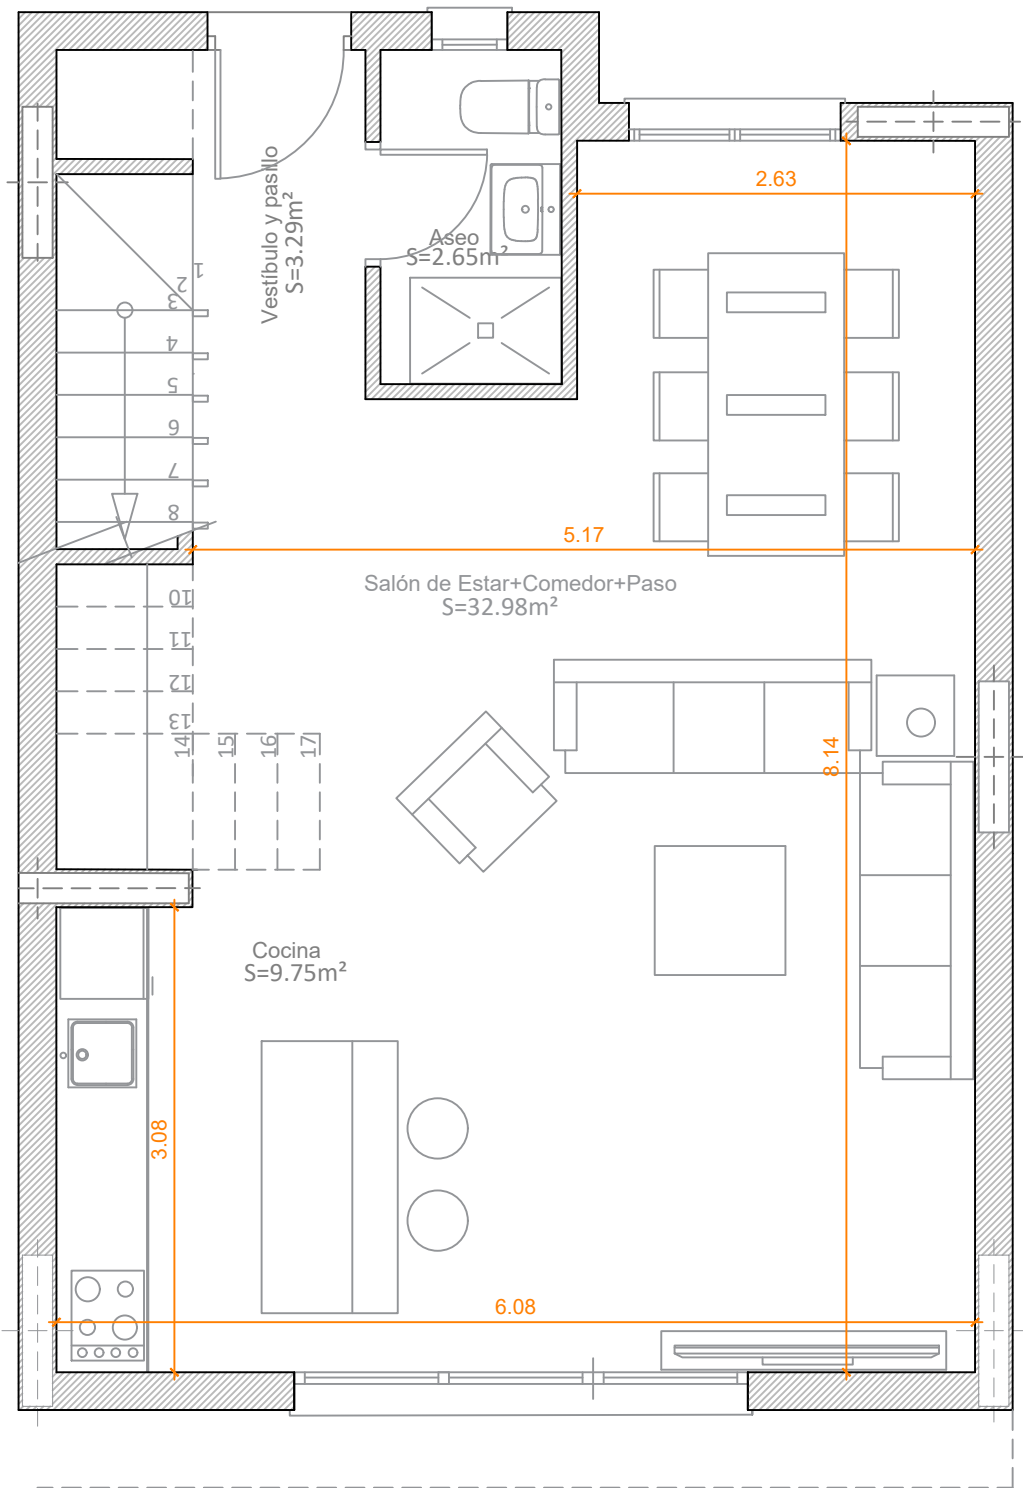 2.63
Vestíbulo y pasillo
S=3.29m²
Aseo
S=2.65m²
1
2
3
4
5
6
7
8
5.17
Salón de Estar+Comedor+Paso
S=32.98m²
10
11
12
13
14
15
16
17
8.14
Cocina
S=9.75m²
3.08
6.08